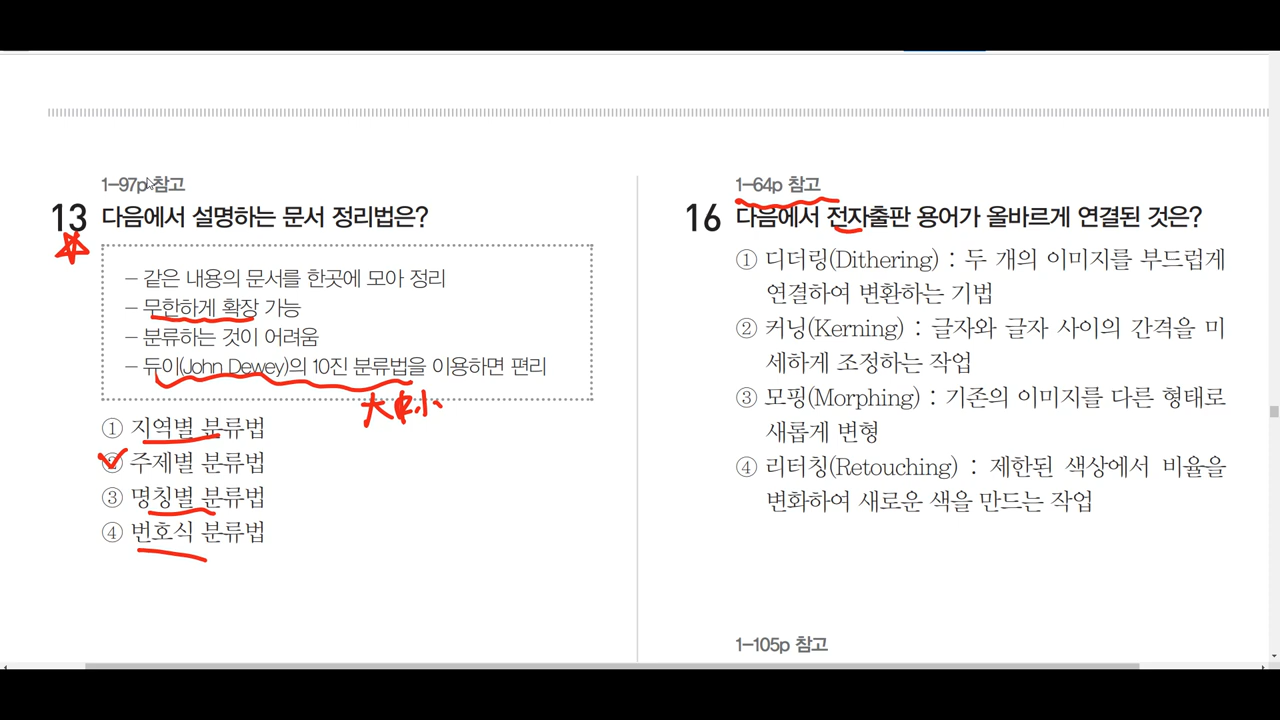 1-97p 참고
13 다음에서 설명하는 문서 정리법은?
- 같은 내용의 문서를 한곳에 모아 정리
- 무한하게 확장 가능
- 분류하는 것이 어려움
- 듀이(John Dewey)의 10진 분류법을 이용하면 편리
大中小
① 지역별 분류법
② 주제별 분류법
③ 명칭별 분류법
④ 번호식 분류법
1-64p 참고
16 다음에서 전자출판 용어가 올바르게 연결된 것은?
① 디더링(Dithering) : 두 개의 이미지를 부드럽게
연결하여 변환하는 기법
② 커닝(Kerning) : 글자와 글자 사이의 간격을 미
세하게 조정하는 작업
③ 모핑(Morphing) : 기존의 이미지를 다른 형태로
새롭게 변형
④ 리터칭(Retouching) : 제한된 색상에서 비율을
변화하여 새로운 색을 만드는 작업
1-105p 참고